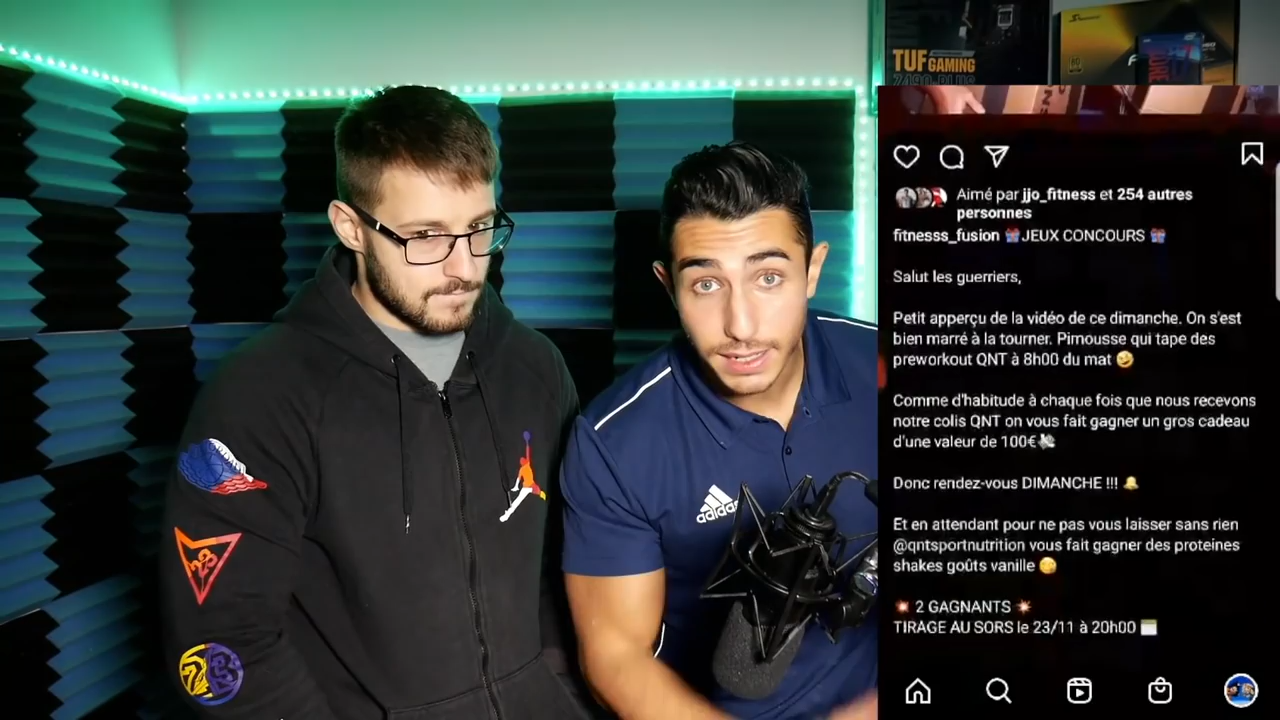 TUF GAMING
Z490-PLUS
Aimé par jjo_fitness et 254 autres
personnes
fitnesss_fusion 🎁JEUX CONCOURS 🎁
Salut les guerriers,
Petit apperçu de la vidéo de ce dimanche. On s'est
bien marré à la tourner. Pimousse qui tape des
preworkout QNT à 8h00 du mat 🤣
Comme d'habitude à chaque fois que nous recevons
notre colis QNT on vous fait gagner un gros cadeau
d'une valeur de 100€💸
Donc rendez-vous DIMANCHE !!! 🔔
Et en attendant pour ne pas vous laisser sans rien
@qntsportnutrition vous fait gagner des proteines
shakes goûts vanille 🤗
💥 2 GAGNANTS 💥
TIRAGE AU SORS le 23/11 à 20h00 🗓
adidas
23